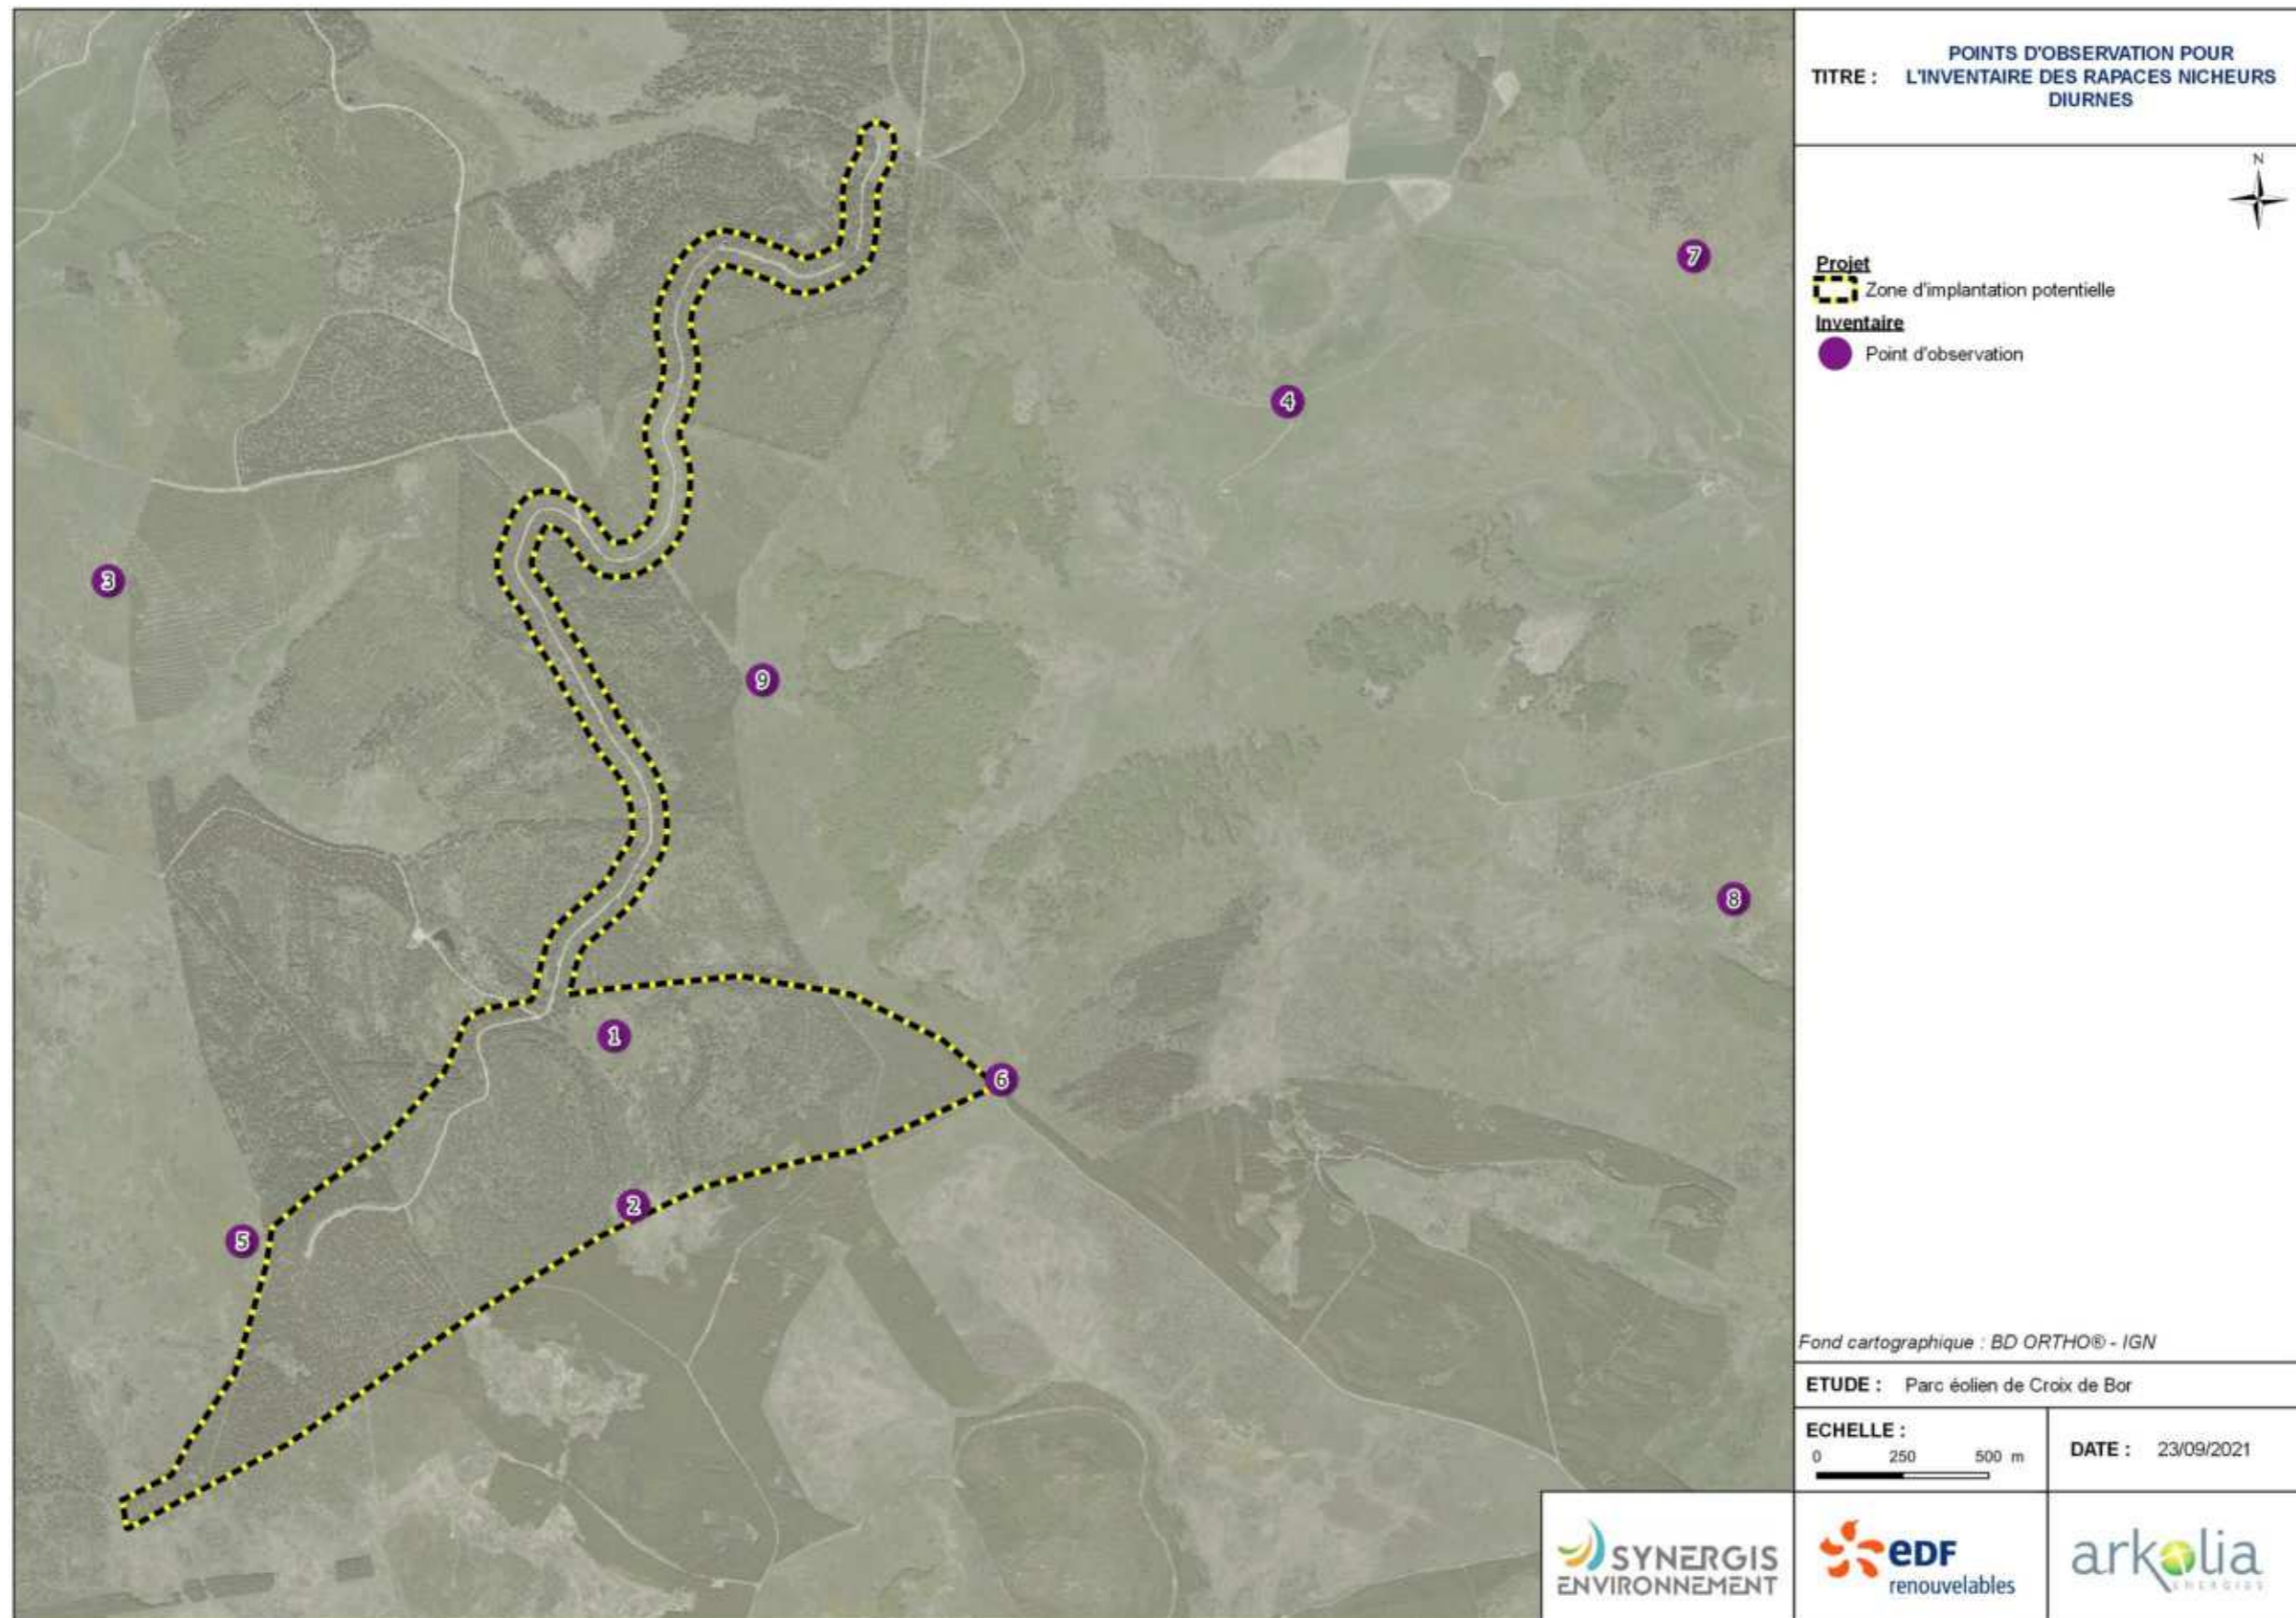 TITRE :
POINTS D'OBSERVATION POUR
L'INVENTAIRE DES RAPACES NICHEURS
DIURNES
N
Projet
Zone d'implantation potentielle
Inventaire
Point d'observation
7
4
3
9
8
1
6
2
5
Fond cartographique : BD ORTHO® - IGN
ETUDE : Parc éolien de Croix de Bor
ECHELLE :
0 250 500 m
DATE : 23/09/2021
SYNERGIS
ENVIRONNEMENT
eDF
renouvelables
arkolia
ENERGIES